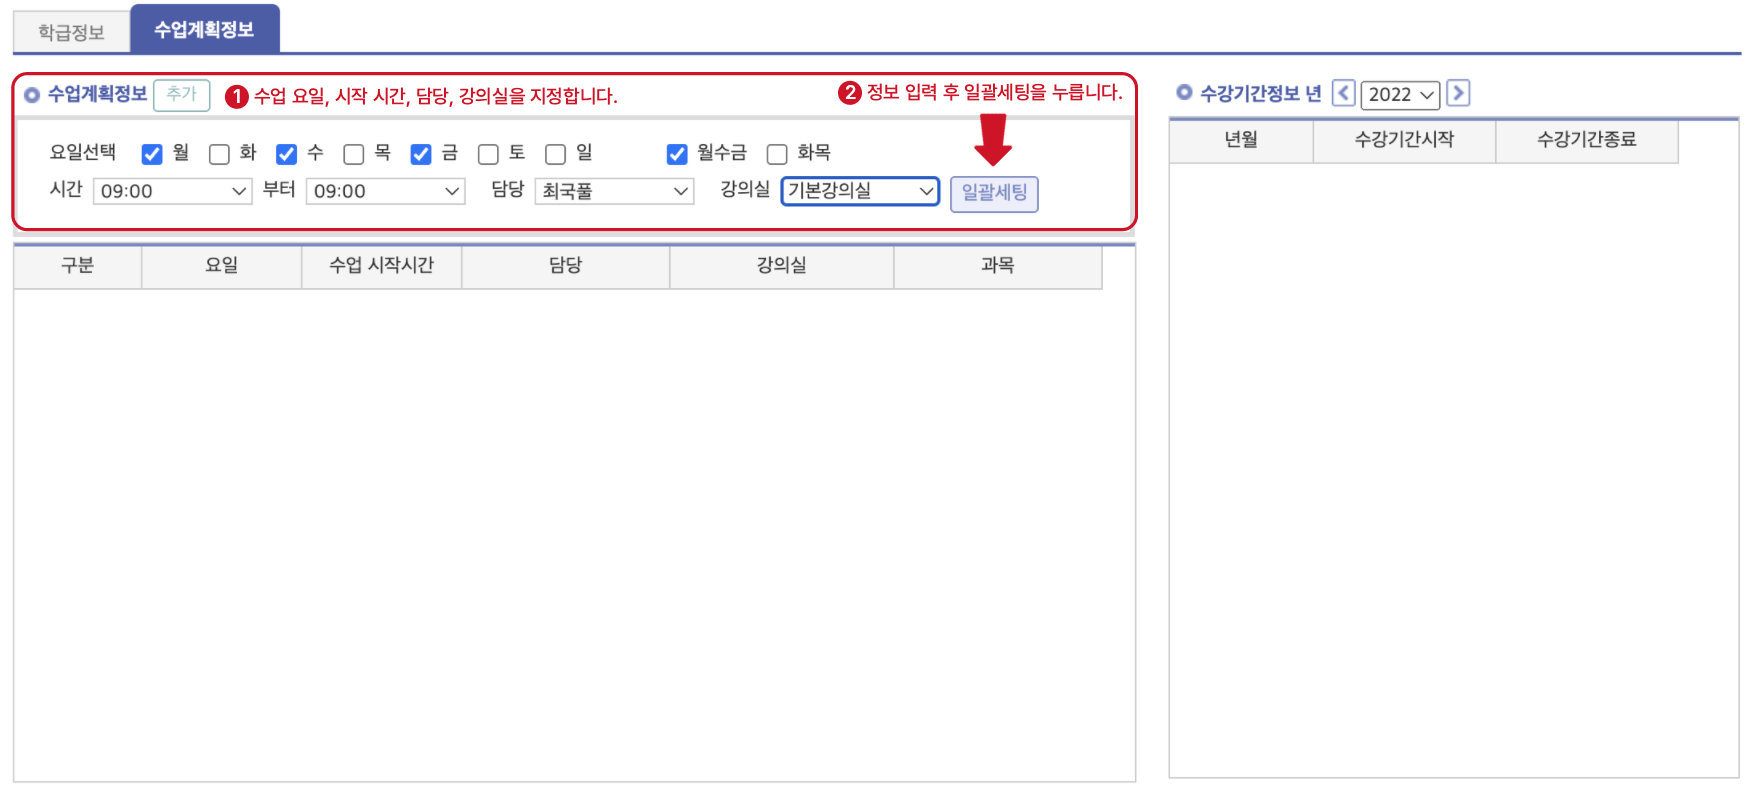 학급정보 수업계획정보
수업계획정보 추가 1 수업 요일, 시작 시간, 담당, 강의실을 지정합니다. 2 정보 입력 후 일괄세팅을 누릅니다.
요일선택 월 화 수 목 금 토 일 월수금 화목
시간 09:00 부터 09:00 담당 최국풀 강의실 기본강의실 일괄세팅
구분 요일 수업 시작시간 담당 강의실 과목
수강기간정보 년 2022
년월 수강기간시작 수강기간종료